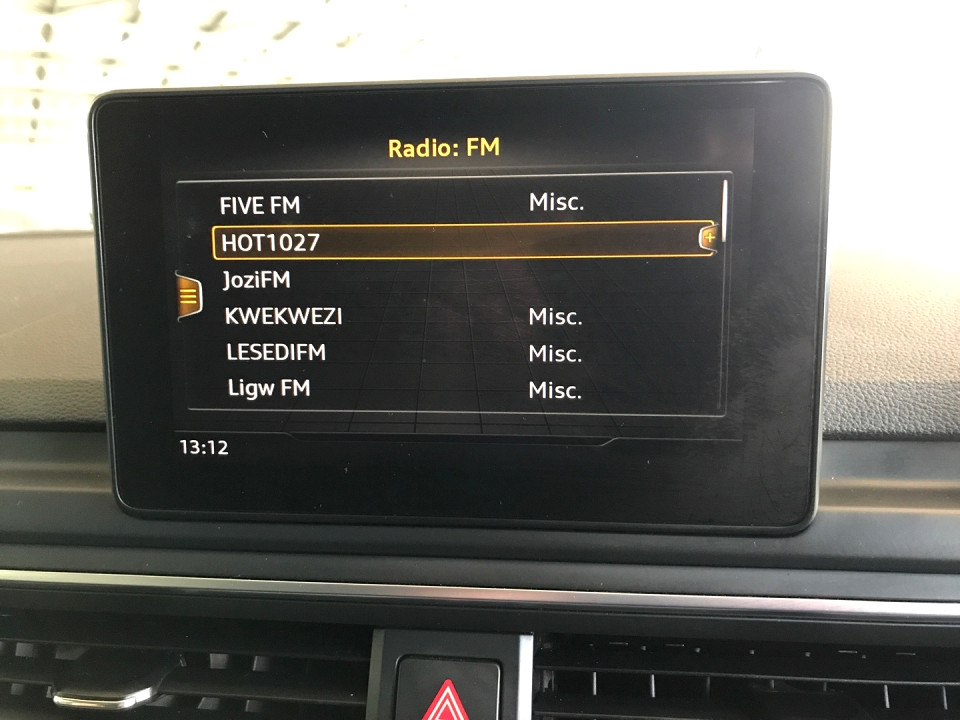 Radio: FM
FIVE FM Misc.
HOT1027
JoziFM
KWEKWEZI Misc.
LESEDIFM Misc.
Ligw FM Misc.
13:12